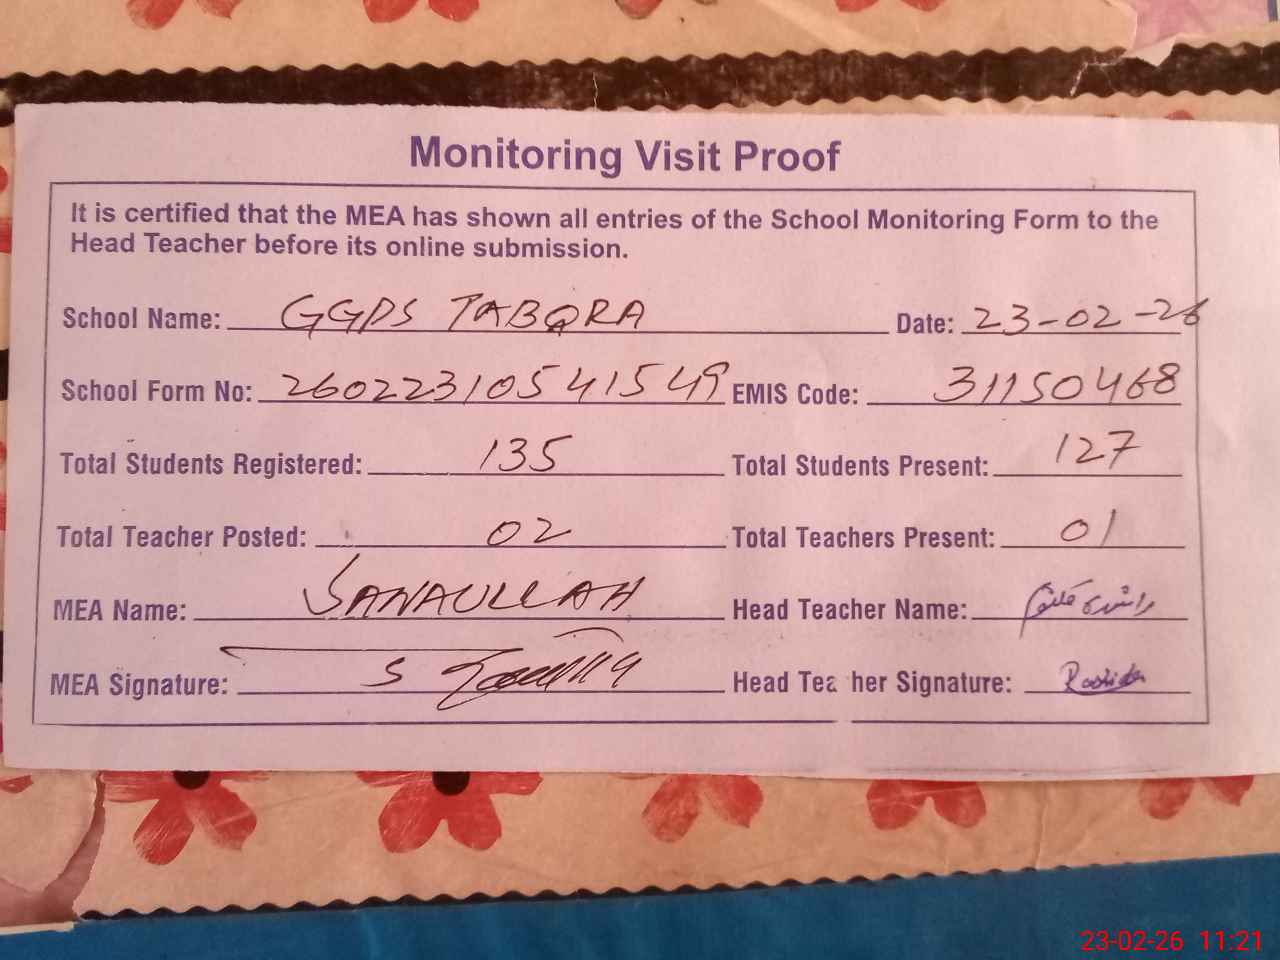 Monitoring Visit Proof
It is certified that the MEA has shown all entries of the School Monitoring Form to the
Head Teacher before its online submission.
School Name: GGPS TABQRA Date: 23-02-26
School Form No: 26022310541549 EMIS Code: 31150468
Total Students Registered: 135 Total Students Present: 127
Total Teacher Posted: 02 Total Teachers Present: 01
MEA Name: SANAULLAH Head Teacher Name:
MEA Signature: Head Teacher Signature: Rashida
23-02-26 11:21